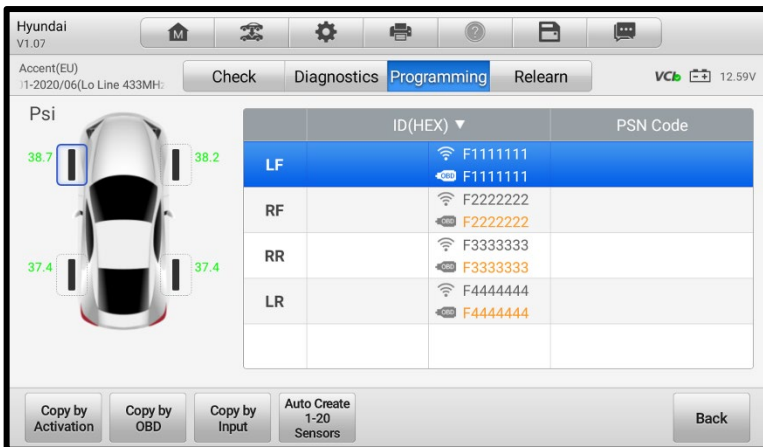 Hyundai
V1.07
M
Accent(EU)
)1-2020/06(Lo Line 433MH:
Check
Diagnostics
Programming
Relearn
VCI
12.59V
Psi
38.7
38.2
37.4
37.4
ID(HEX) ▼
PSN Code
LF
F1111111
OBD F1111111
RF
F2222222
OBD F2222222
RR
F3333333
OBD F3333333
LR
F4444444
OBD F4444444
Copy by
Activation
Copy by
OBD
Copy by
Input
Auto Create
1-20
Sensors
Back